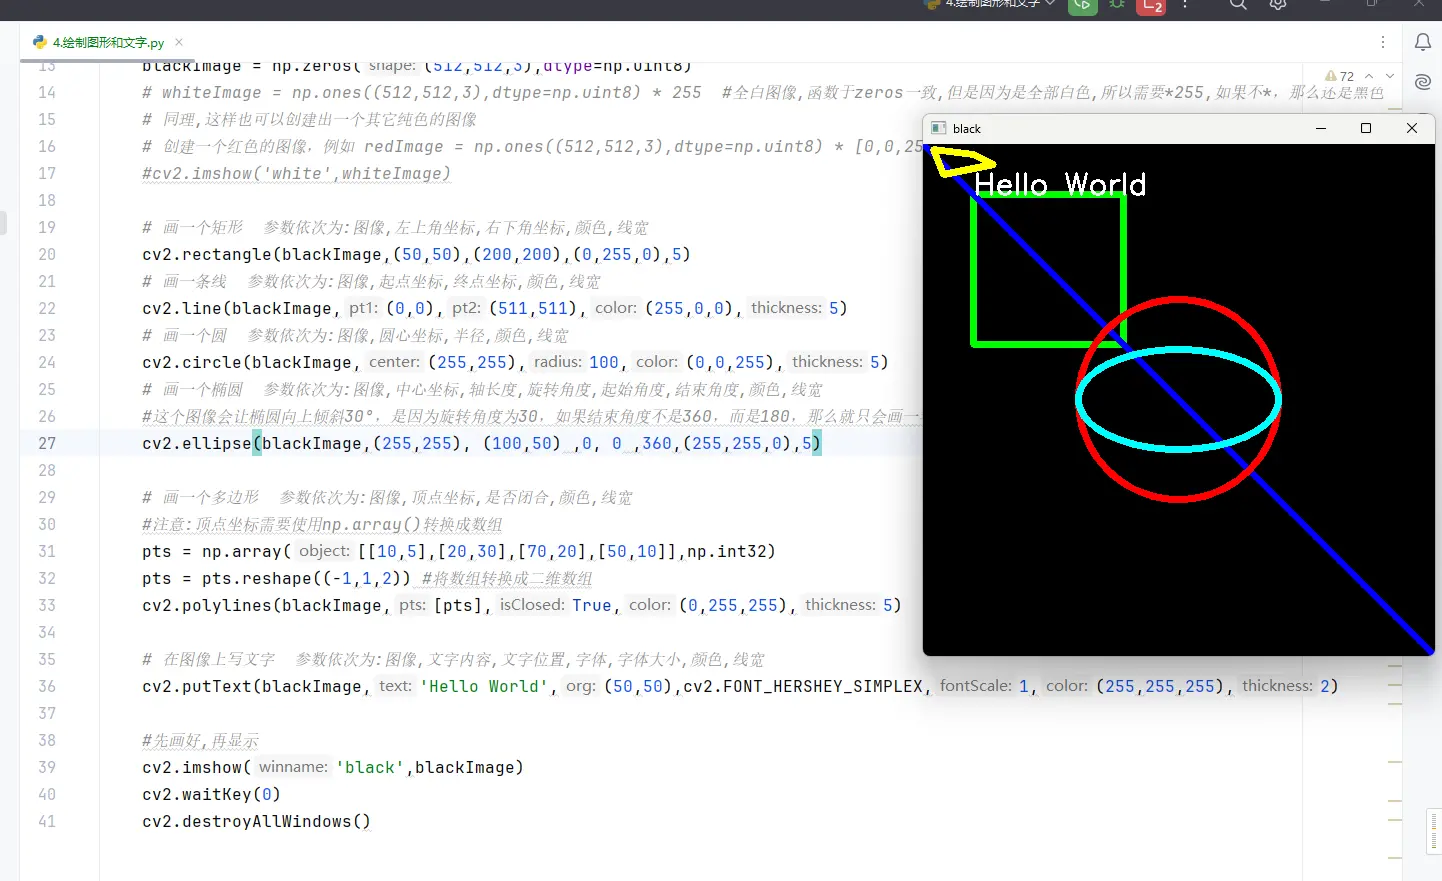 4.绘制图形和文字
2
4.绘制图形和文字.py
72
13 blackImage = np.zeros( shape: (512,512,3),dtype=np.uint8)
14 # whiteImage = np.ones((512,512,3),dtype=np.uint8) * 255 #全白图像,函数于zeros一致,但是因为是全部白色,所以需要*255,如果不*, 那么还是黑色
15 # 同理,这样也可以创建出一个其它纯色的图像
16 # 创建一个红色的图像, 例如 redImage = np.ones((512,512,3),dtype=np.uint8) * [0,0,25
17 #cv2.imshow('white',whiteImage)
18
19 # 画一个矩形 参数依次为:图像,左上角坐标,右下角坐标,颜色,线宽
20 cv2.rectangle(blackImage,(50,50),(200,200),(0,255,0),5)
21 # 画一条线 参数依次为:图像,起点坐标,终点坐标,颜色,线宽
22 cv2.line(blackImage, pt1: (0,0), pt2: (511,511), color: (255,0,0), thickness: 5)
23 # 画一个圆 参数依次为:图像,圆心坐标,半径,颜色,线宽
24 cv2.circle(blackImage, center: (255,255), radius: 100, color: (0,0,255), thickness: 5)
25 # 画一个椭圆 参数依次为:图像,中心坐标,轴长度,旋转角度,起始角度,结束角度,颜色,线宽
26 #这个图像会让椭圆向上倾斜30°, 是因为旋转角度为30, 如果结束角度不是360, 而是180, 那么就只会画一
27 cv2.ellipse(blackImage,(255,255), (100,50) ,0, 0 ,360,(255,255,0),5)
28
29 # 画一个多边形 参数依次为:图像,顶点坐标,是否闭合,颜色,线宽
30 #注意:顶点坐标需要使用np.array()转换成数组
31 pts = np.array( object: [[10,5],[20,30],[70,20],[50,10]],np.int32)
32 pts = pts.reshape((-1,1,2)) #将数组转换成二维数组
33 cv2.polylines(blackImage, pts: [pts], isClosed: True, color: (0,255,255), thickness: 5)
34
35 # 在图像上写文字 参数依次为:图像,文字内容,文字位置,字体,字体大小,颜色,线宽
36 cv2.putText(blackImage, text: 'Hello World', org: (50,50),cv2.FONT_HERSHEY_SIMPLEX, fontScale: 1, color: (255,255,255), thickness: 2)
37
38 #先画好,再显示
39 cv2.imshow( winname: 'black',blackImage)
40 cv2.waitKey(0)
41 cv2.destroyAllWindows()
black
Hello World